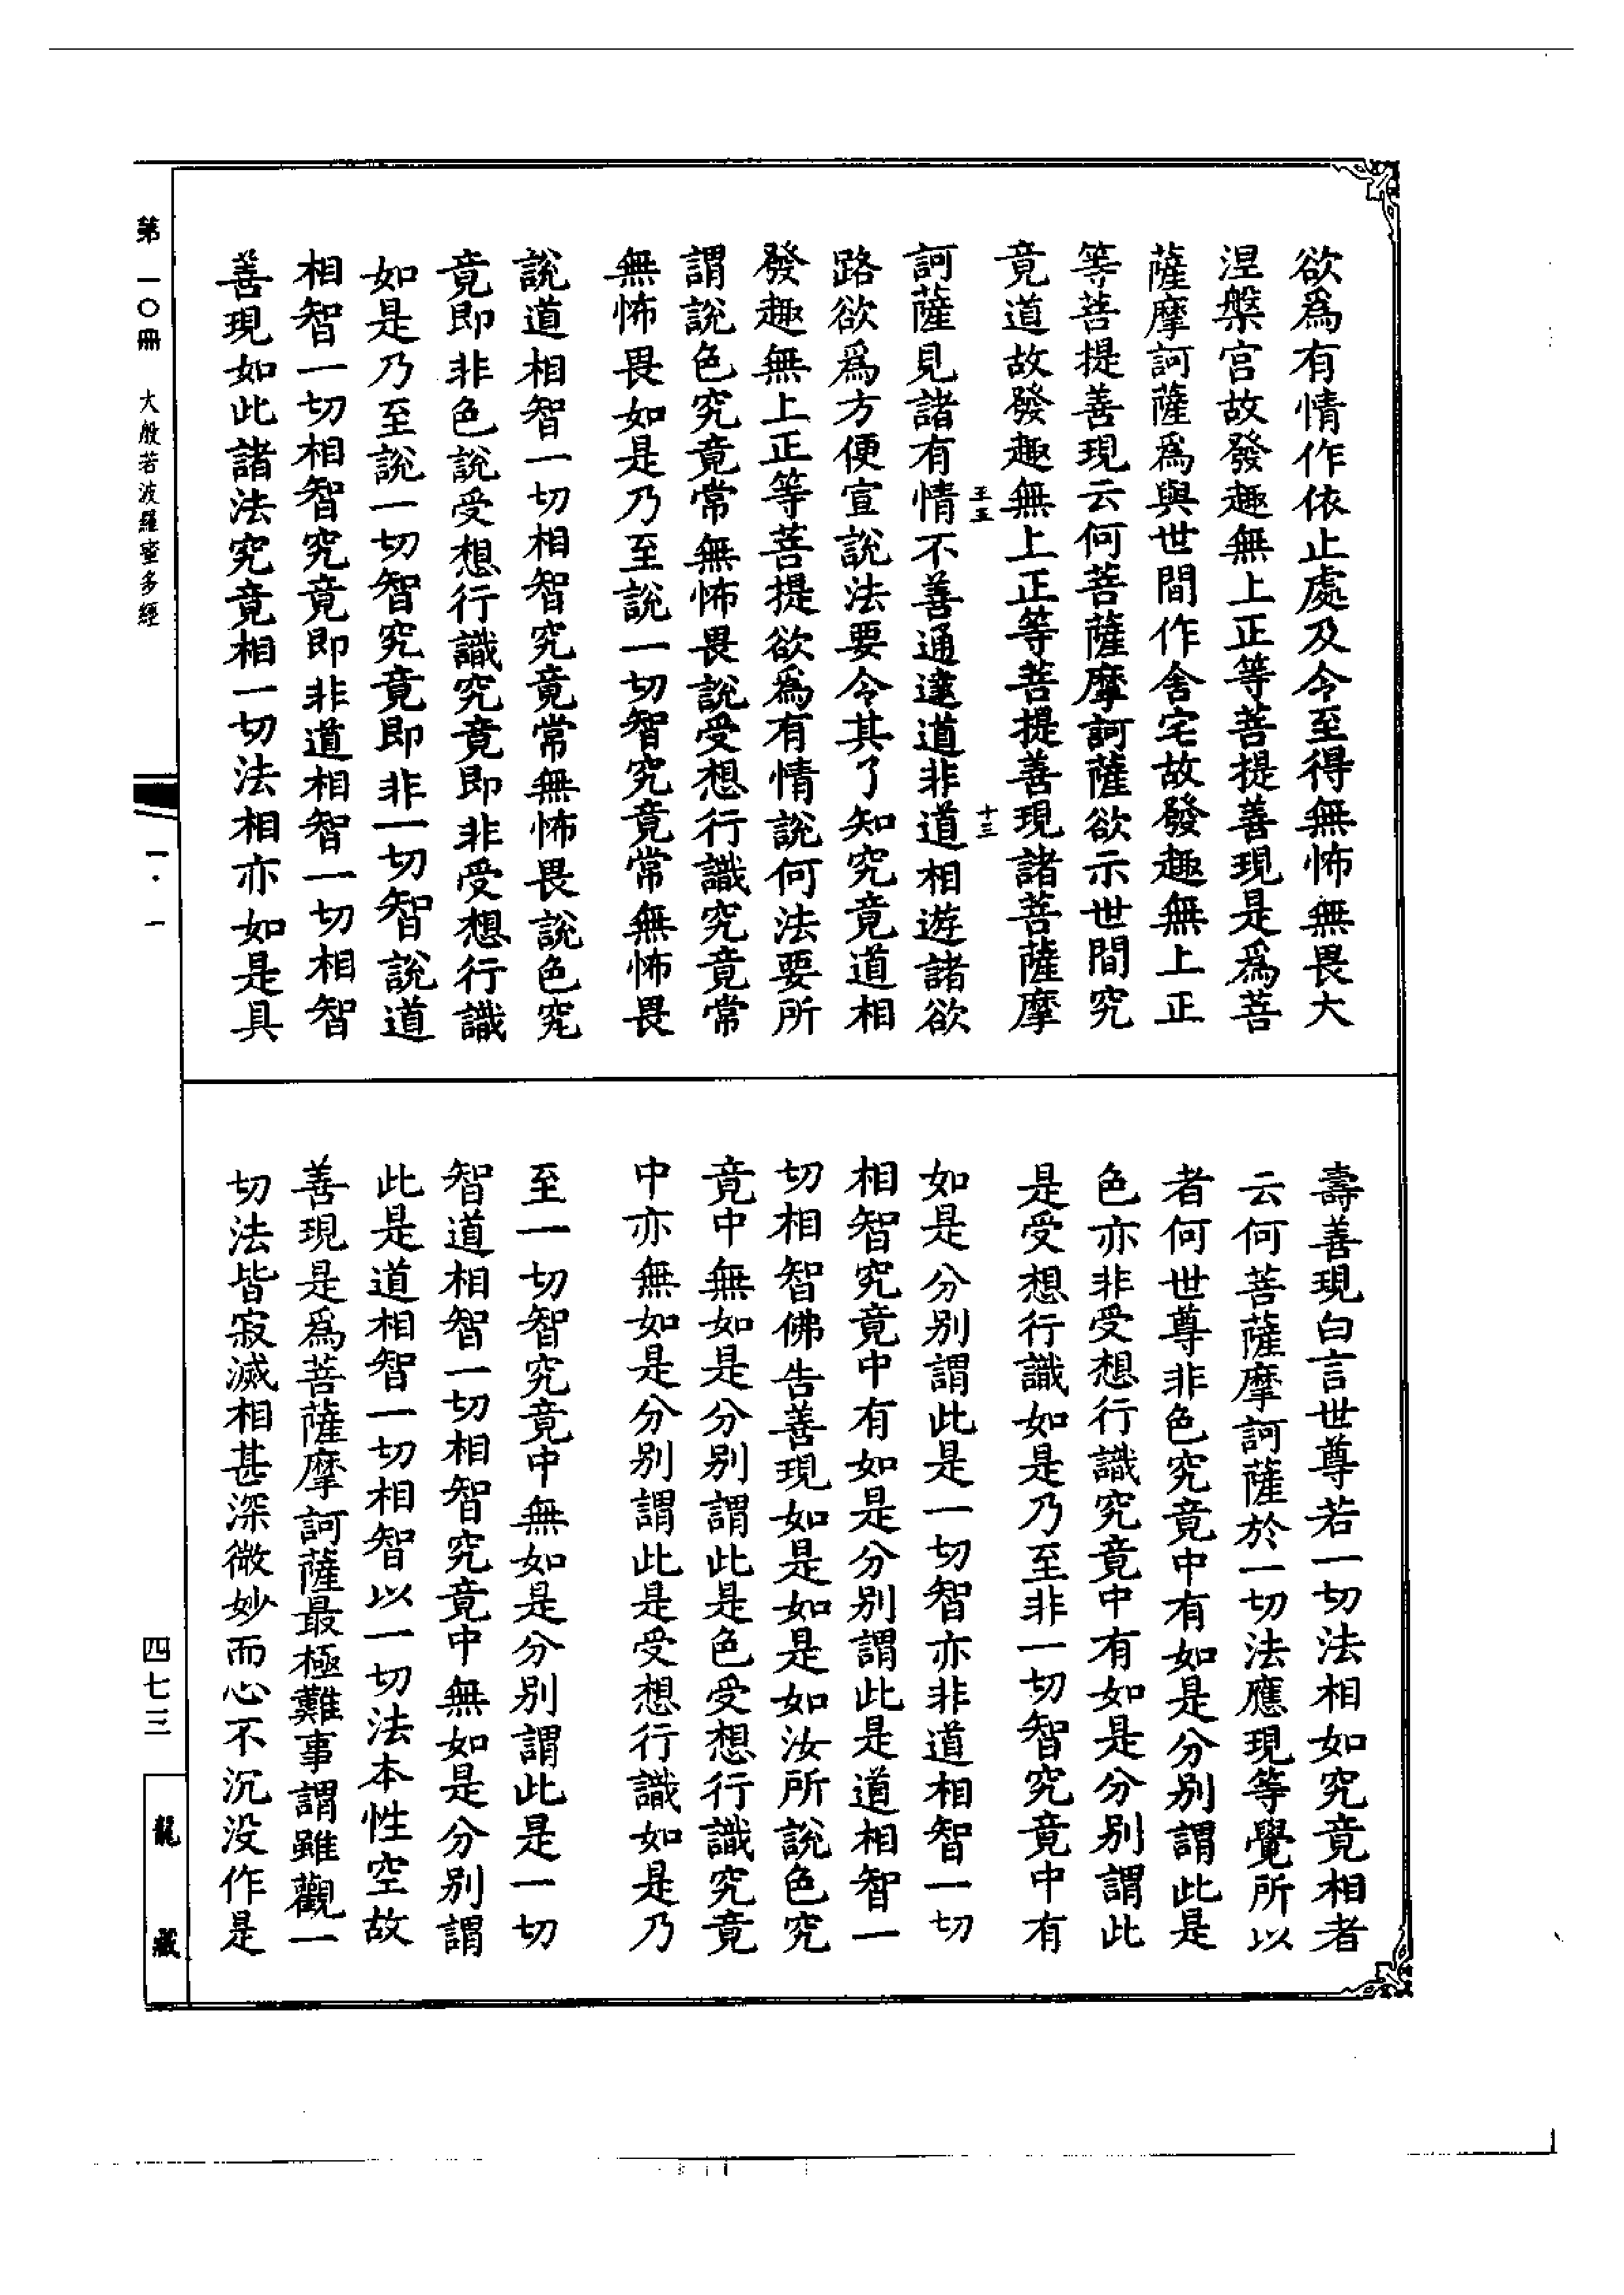 欲爲有情作依止處及令至得無怖無畏大
涅槃宫故發趣無上正等菩提善現是爲菩
薩摩訶薩爲與世間作舍宅故發趣無上正
等菩提善現云何菩薩摩訶薩欲示世間究
竟道故發趣無上正等菩提善現諸菩薩摩
訶薩見諸有情不善通達道非道相遊諸欲
路欲爲方便宣説法要令其了知究竟道相
發趣無上正等菩提欲爲有情説何法要所
謂説色究竟常無怖畏説受想行識究竟常
無怖畏如是乃至説一切智究竟常無怖畏
説道相智一切相智究竟常無怖畏説色究
竟即非色説受想行識究竟即非受想行識
如是乃至説一切智究竟即非一切智説道
相智一切相智究竟即非道相智一切相智
善現如此諸法究竟相一切法相亦如是具
壽善現白言世尊若一切法相如究竟相者
云何菩薩摩訶薩於一切法應現等覺所以
者何世尊非色究竟中有如是分别謂此是
色亦非受想行識究竟中有如是分别謂此
是受想行識如是乃至非一切智究竟中有
如是分别謂此是一切智亦非道相智一切
相智究竟中有如是分别謂此是道相智一
切相智佛告善現如是如是如汝所説色究
竟中無如是分别謂此是色受想行識究竟
中亦無如是分别謂此是受想行識如是乃
至一切智究竟中無如是分别謂此是一切
智道相智一切相智究竟中無如是分别謂
此是道相智一切相智以一切法本性空故
善現是爲菩薩摩訶薩最極難事謂雖觀一
切法皆寂滅相甚深微妙而心不沉没作是
十三
第一〇冊 大般若波羅蜜多經
一·一
四七三
龍藏